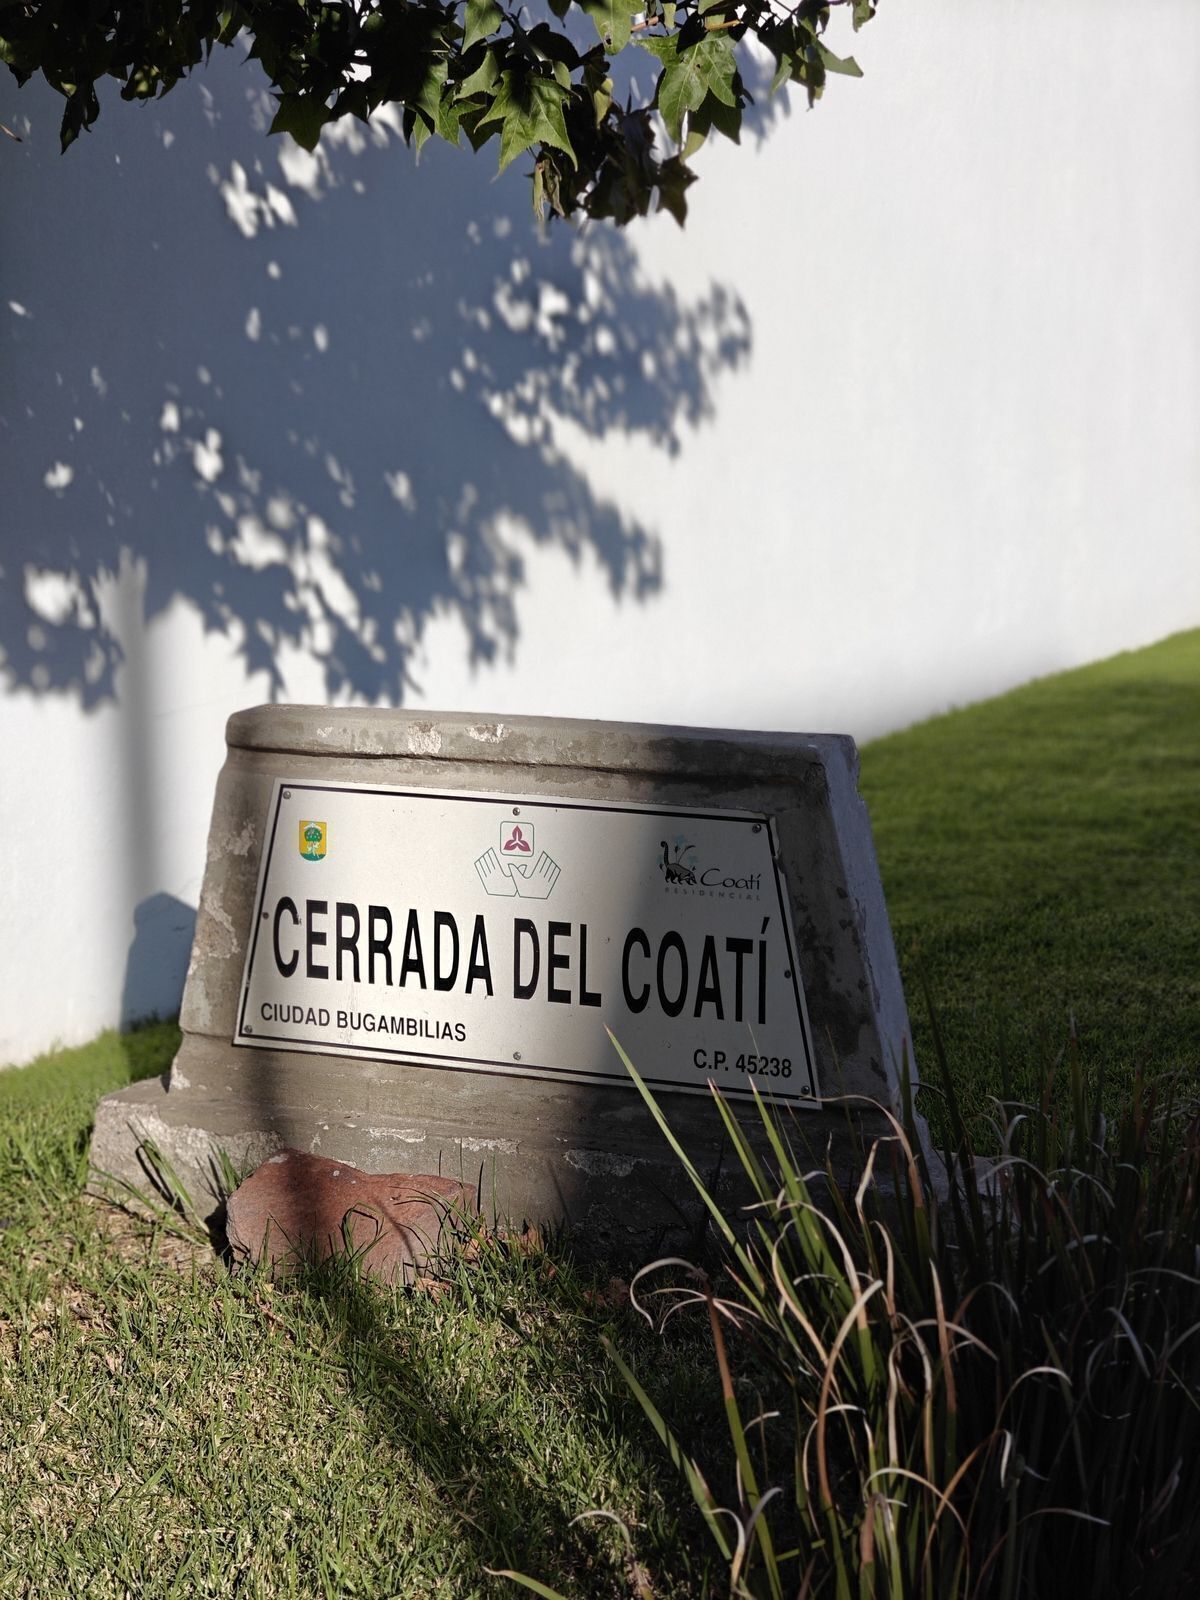 Coatí
RESIDENCIAL
CERRADA DEL COATÍ
CIUDAD BUGAMBILIAS
C.P. 45238